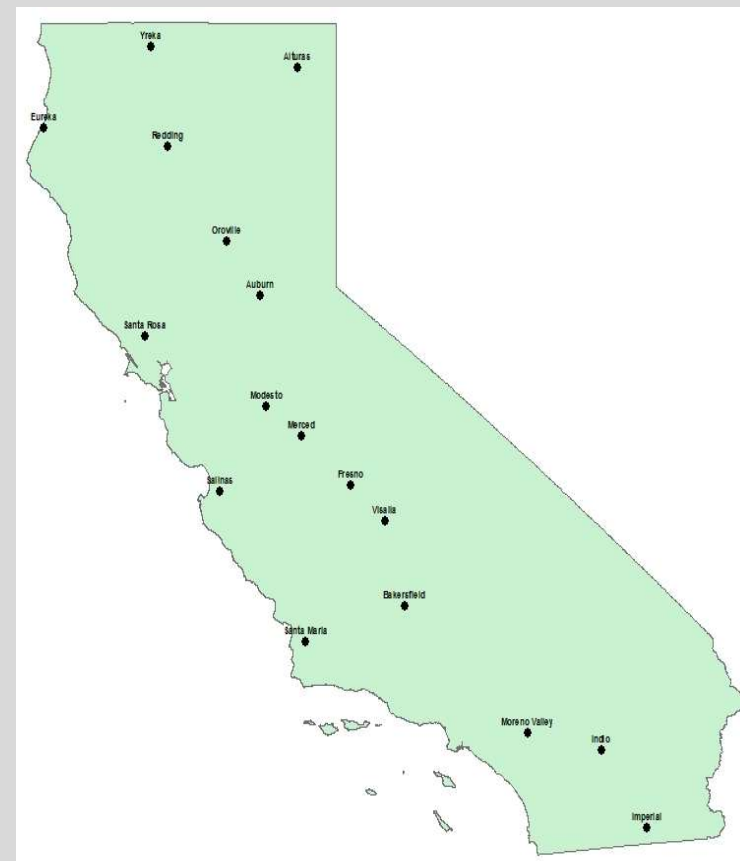 Yreka
Alturas
Eureka
Redding
Oroville
Auburn
Santa Rosa
Modesto
Merced
Fresno
Salinas
Visalia
Bakersfield
Santa Maria
Moreno Valley
Indio
Imperial